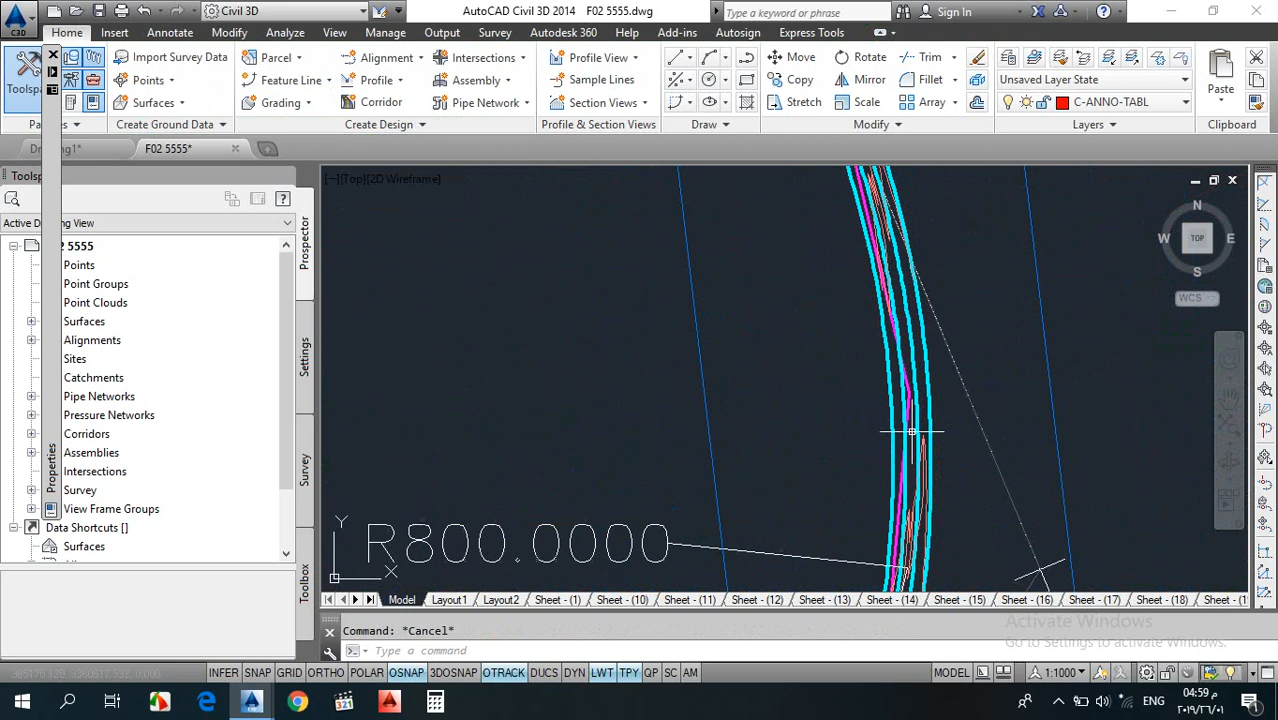 Civil 3D
AutoCAD Civil 3D 2014 F02 5555.dwg
Type a keyword or phrase
Sign In
C3D
Home Insert Annotate Modify Analyze View Manage Output Survey Autodesk 360 Help Add-ins Autosign Express Tools
Import Survey Data
Points
Surfaces
Create Ground Data
Parcel
Feature Line
Grading
Alignment
Profile
Corridor
Intersections
Assembly
Pipe Network
Create Design
Profile View
Sample Lines
Section Views
Profile & Section Views
Draw
Move Rotate Trim
Copy Mirror Fillet
Stretch Scale Array
Modify
Unsaved Layer State
C-ANNO-TABL
Layers
Paste
Clipboard
F02 5555*
[−][Top][2D Wireframe]
Active Drawing View
Points
Point Groups
Point Clouds
Surfaces
Alignments
Sites
Catchments
Pipe Networks
Pressure Networks
Corridors
Assemblies
Intersections
Survey
View Frame Groups
Data Shortcuts []
Surfaces
Properties
Prospector
Settings
Survey
Toolbox
N
W TOP E
S
WCS
R800.0000
Y
X
Model Layout1 Layout2 Sheet - (1) Sheet - (10) Sheet - (11) Sheet - (12) Sheet - (13) Sheet - (14) Sheet - (15) Sheet - (16) Sheet - (17) Sheet - (18)
Command: *Cancel*
Type a command
Activate Windows
Go to Settings to activate Windows.
INFER SNAP GRID ORTHO POLAR OSNAP 3DOSNAP OTRACK DUCS DYN LWT TPY QP SC AM
MODEL
1:1000
ENG
04:59 م